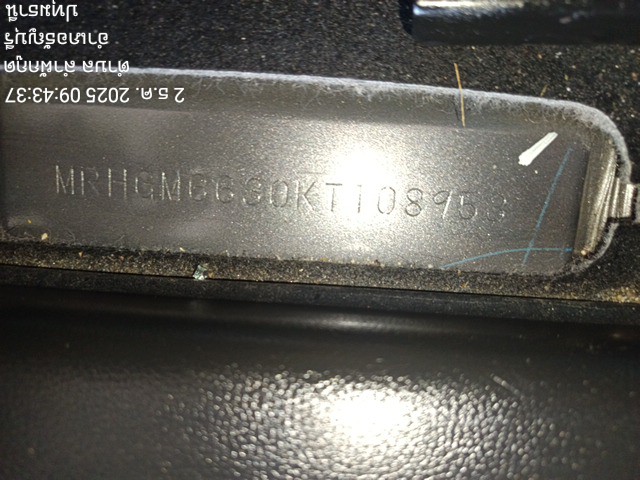 MRHGM6630KT108953
2 ธ.ค. 2025 09:43:37
ตำบล ลำผักกูด
อำเภอธัญบุรี
ปทุมธานี